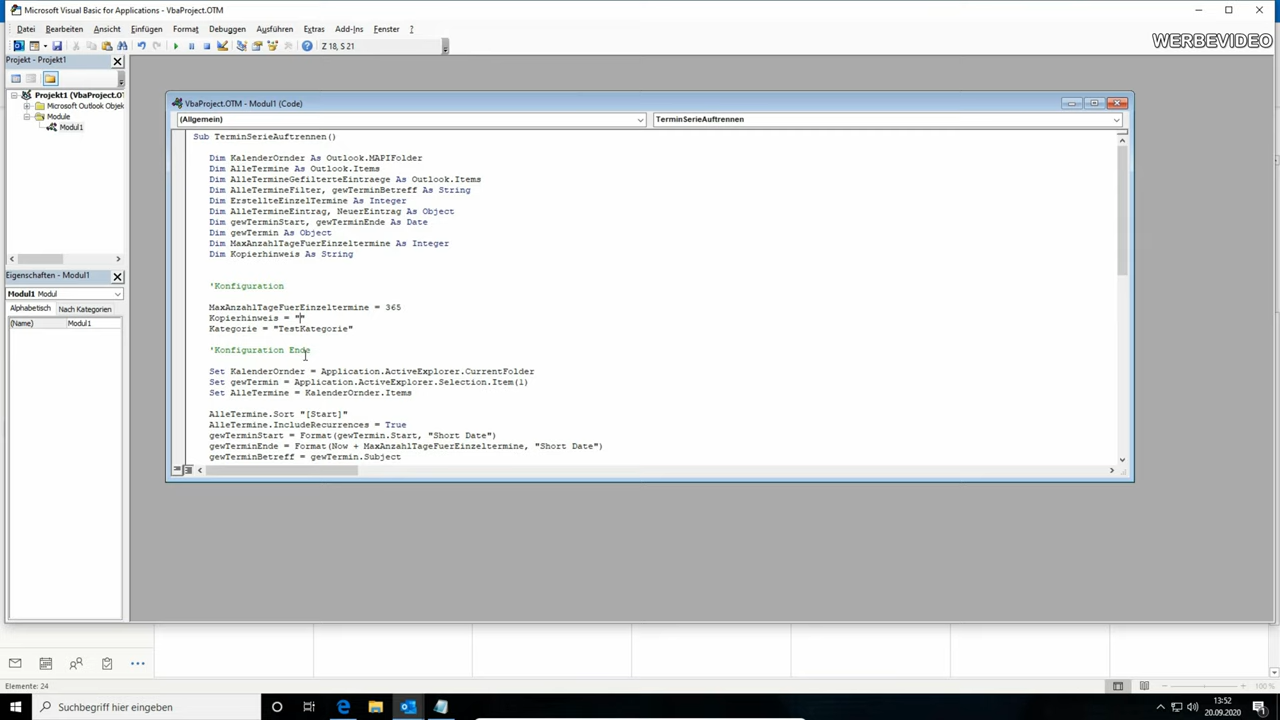 Microsoft Visual Basic for Applications - VbaProject.OTM
WERBEVIDEO
Datei Bearbeiten Ansicht Einfügen Format Debuggen Ausführen Extras Add-Ins Fenster ?
Z 18, S 21
Projekt - Projekt1
Projekt1 (VbaProject.OT
Microsoft Outlook Objek
Module
Modul1
VbaProject.OTM - Modul1 (Code)
(Allgemein) TerminSerieAuftrennen
Sub TerminSerieAuftrennen()
Dim KalenderOrnder As Outlook.MAPIFolder
Dim AlleTermine As Outlook.Items
Dim AlleTermineGefilterteEintraege As Outlook.Items
Dim AlleTermineFilter, gewTerminBetreff As String
Dim ErstellteEinzelTermine As Integer
Dim AlleTermineEintrag, NeuerEintrag As Object
Dim gewTerminStart, gewTerminEnde As Date
Dim gewTermin As Object
Dim MaxAnzahlTageFuerEinzeltermine As Integer
Dim Kopierhinweis As String
'Konfiguration
MaxAnzahlTageFuerEinzeltermine = 365
Kopierhinweis = ""
Kategorie = "TestKategorie"
'Konfiguration Ende
Set KalenderOrnder = Application.ActiveExplorer.CurrentFolder
Set gewTermin = Application.ActiveExplorer.Selection.Item(1)
Set AlleTermine = KalenderOrnder.Items
AlleTermine.Sort "[Start]"
AlleTermine.IncludeRecurrences = True
gewTerminStart = Format(gewTermin.Start, "Short Date")
gewTerminEnde = Format(Now + MaxAnzahlTageFuerEinzeltermine, "Short Date")
gewTerminBetreff = gewTermin.Subject
Eigenschaften - Modul1
Modul1 Modul
Alphabetisch Nach Kategorien
(Name) Modul1
Elemente: 24
100 %
Suchbegriff hier eingeben
13:52
20.09.2020